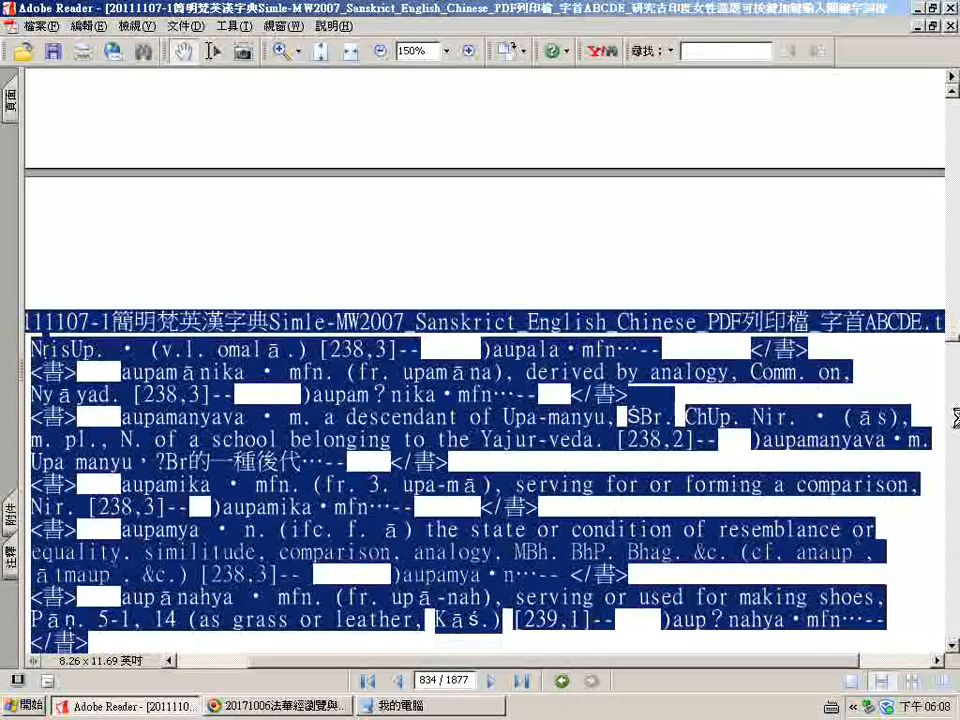 Adobe Reader - [20111107-1簡明梵英漢字典Simle-MW2007_Sanskrict_English_Chinese_PDF列印檔_字首ABCDE_研究古印度女性議題可按鍵加鍵輸入關鍵字詞搜
檔案(F) 編輯(E) 檢視(V) 文件(D) 工具(T) 視窗(W) 說明(H)
150% Y! 尋找：
頁面
111107-1簡明梵英漢字典Simle-MW2007_Sanskrict_English_Chinese_PDF列印檔_字首ABCDE.t
NṛisUp. • (v.l. omalā.) [238,3]-- )aupala•mfn…-- </書>
<書> aupamānika • mfn. (fr. upamāna), derived by analogy, Comm. on,
Nyāyad. [238,3]-- )aupam？nika•mfn…-- </書>
<書> aupamanyava • m. a descendant of Upa-manyu, ŚBr. ChUp. Nir. • (ās),
m. pl., N. of a school belonging to the Yajur-veda. [238,2]-- )aupamanyava•m.
Upa manyu，?Br的一種後代…-- </書>
<書> aupamika • mfn. (fr. 3. upa-mā), serving for or forming a comparison,
Nir. [238,3]-- )aupamika•mfn…-- </書>
<書> aupamya • n. (ifc. f. ā) the state or condition of resemblance or
equality, similitude, comparison, analogy, MBh. BhP. Bhag. &c. (cf. anaup°,
ātmaup°, &c.) [238,3]-- )aupamya•n…-- </書>
<書> aupānahya • mfn. (fr. upā-nah), serving or used for making shoes,
Pāṇ. 5-1, 14 (as grass or leather, Kāś.) [239,1]-- )aup？nahya•mfn…--
</書>
附件
注釋
8.26 x 11.69 英吋
834 / 1877
開始 Adobe Reader - [2011110... 20171006法華經瀏覽與... 我的電腦 下午 06:08